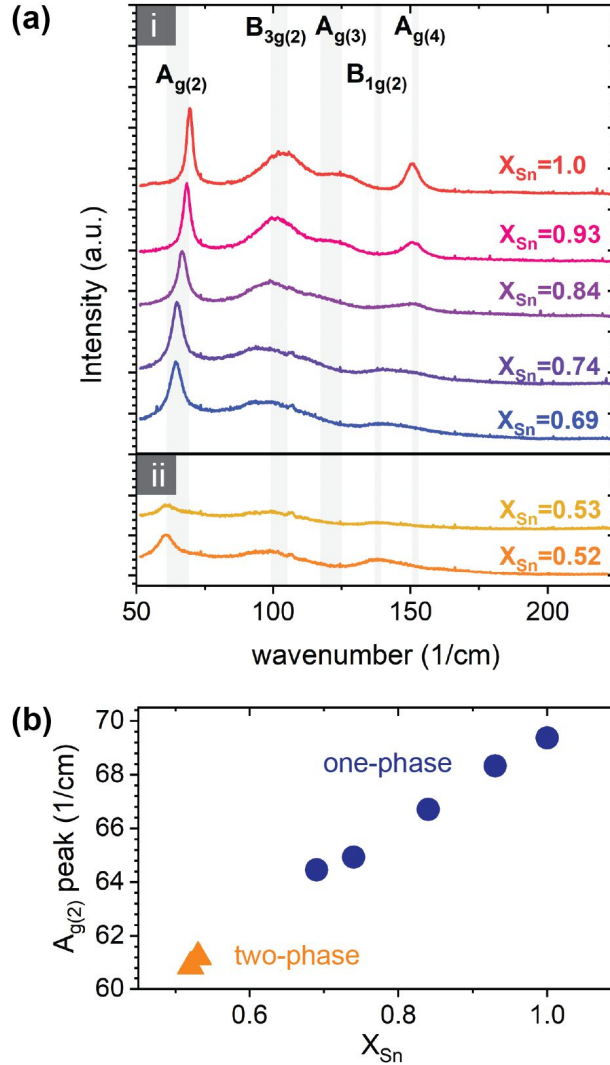 (a)
i
B3g(2) Ag(3) Ag(4)
Ag(2) B1g(2)
XSn=1.0
XSn=0.93
XSn=0.84
XSn=0.74
XSn=0.69
ii
XSn=0.53
XSn=0.52
Intensity (a.u.)
50 100 150 200
wavenumber (1/cm)
(b)
70
68
66
64
62
60
Ag(2) peak (1/cm)
one-phase
two-phase
0.6 0.8 1.0
XSn